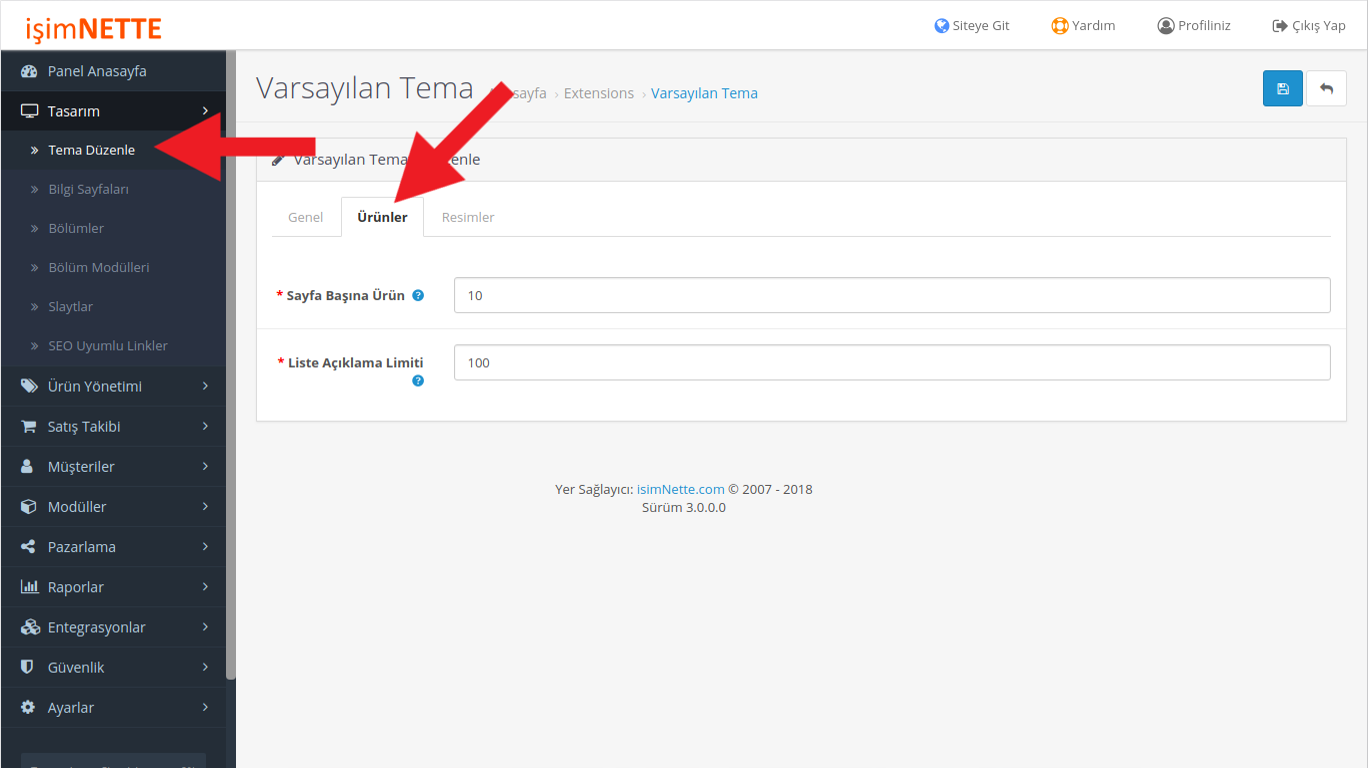 işimNETTE
Siteye Git
Yardım
Profiliniz
Çıkış Yap
Panel Anasayfa
Tasarım
Tema Düzenle
Bilgi Sayfaları
Bölümler
Bölüm Modülleri
Slaytlar
SEO Uyumlu Linkler
Ürün Yönetimi
Satış Takibi
Müşteriler
Modüller
Pazarlama
Raporlar
Entegrasyonlar
Güvenlik
Ayarlar
Varsayılan Tema
sayfa › Extensions › Varsayılan Tema
Varsayılan Tema enle
Genel
Ürünler
Resimler
* Sayfa Başına Ürün
10
* Liste Açıklama Limiti
100
Yer Sağlayıcı: isimNette.com © 2007 - 2018
Sürüm 3.0.0.0